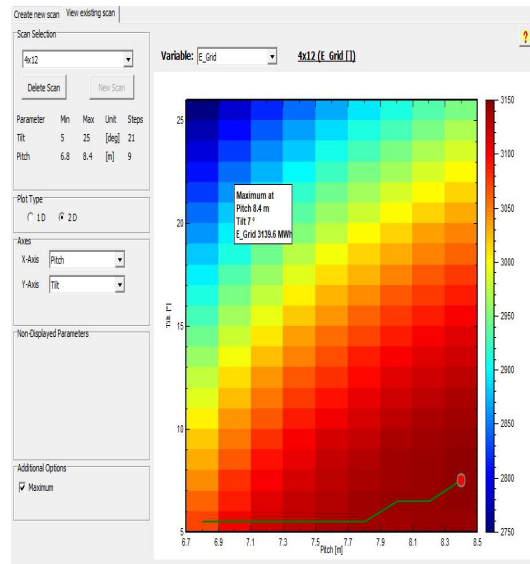 Create new scan View existing scan
Scan Selection
4x12
Delete Scan New Scan
Parameter Min Max Unit Steps
Tilt 5 25 [deg] 21
Pitch 6.8 8.4 [m] 9
Plot Type
1D 2D
Axes
X-Axis Pitch
Y-Axis Tilt
Non-Displayed Parameters
Additional Options
Maximum
?
Variable: E_Grid 4x12 (E_Grid [])
Maximum at
Pitch 8.4 m
Tilt 7 °
E_Grid 3139.6 MWh
25
20
15
10
5
Tilt [°]
6.7 6.9 7.1 7.3 7.5 7.7 7.9 8.1 8.3 8.5
Pitch [m]
3150
3100
3050
3000
2950
2900
2850
2800
2750